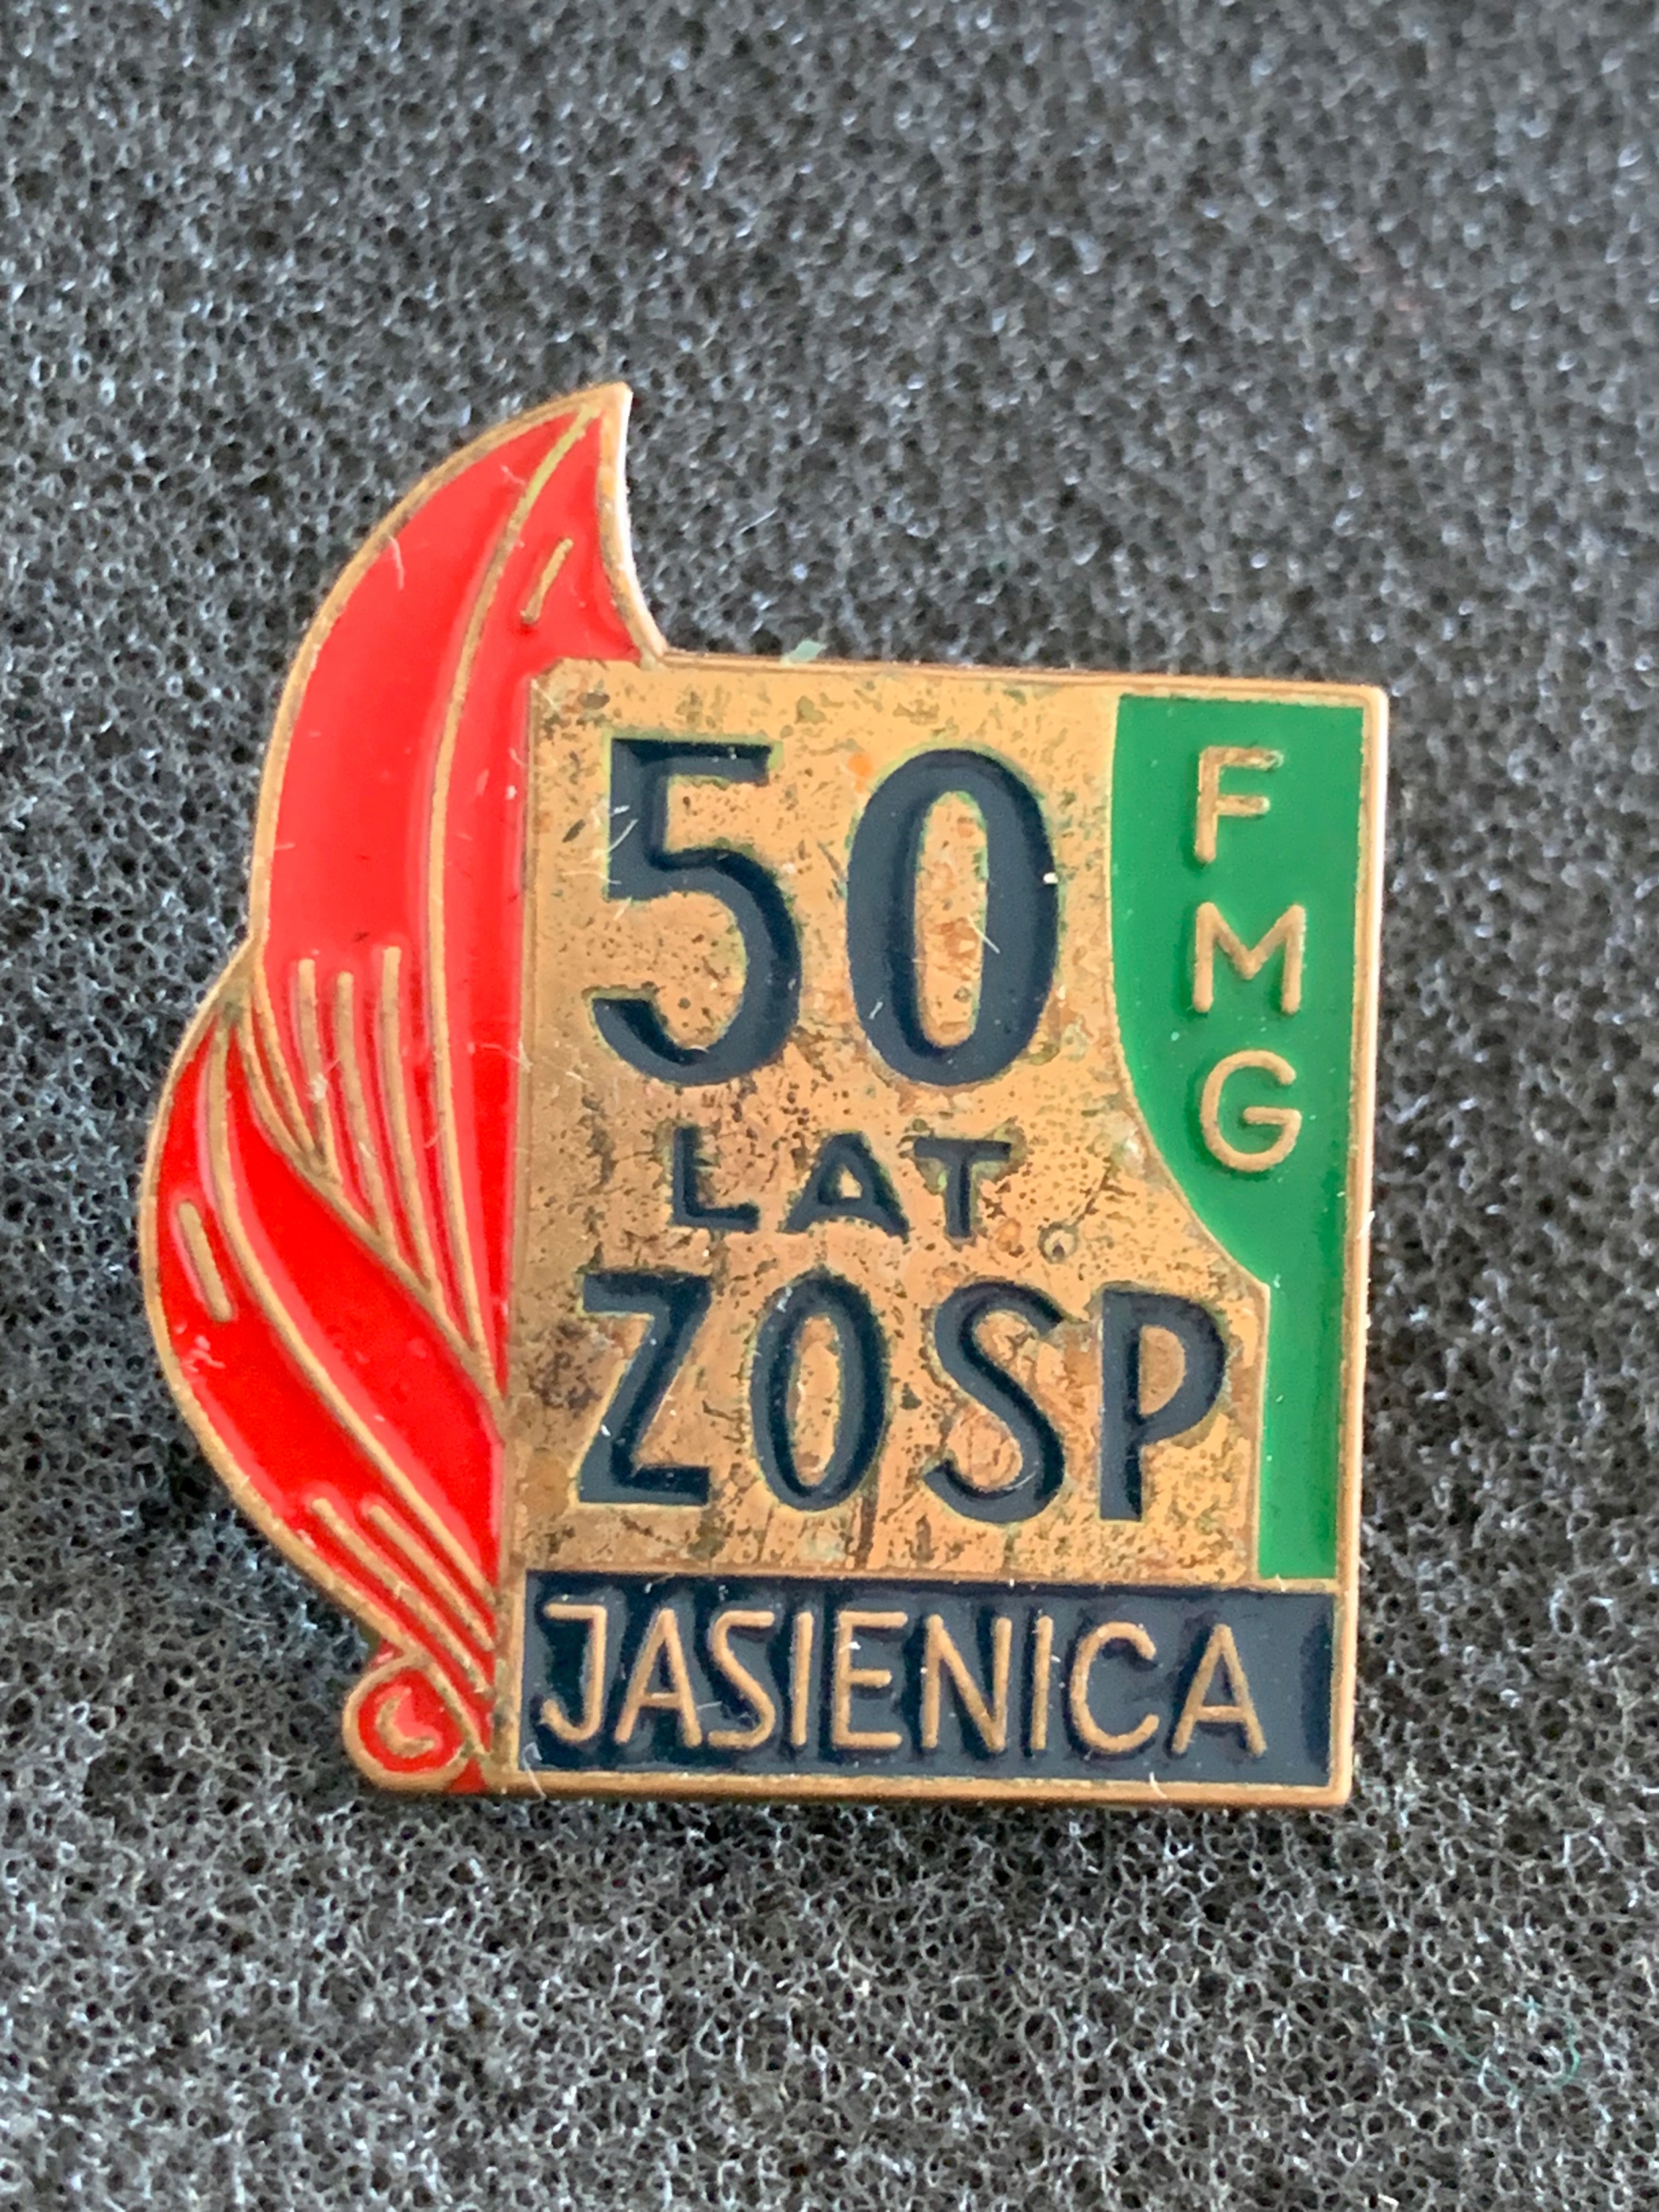 50
LAT
ZOSP
FMG
JASIENICA